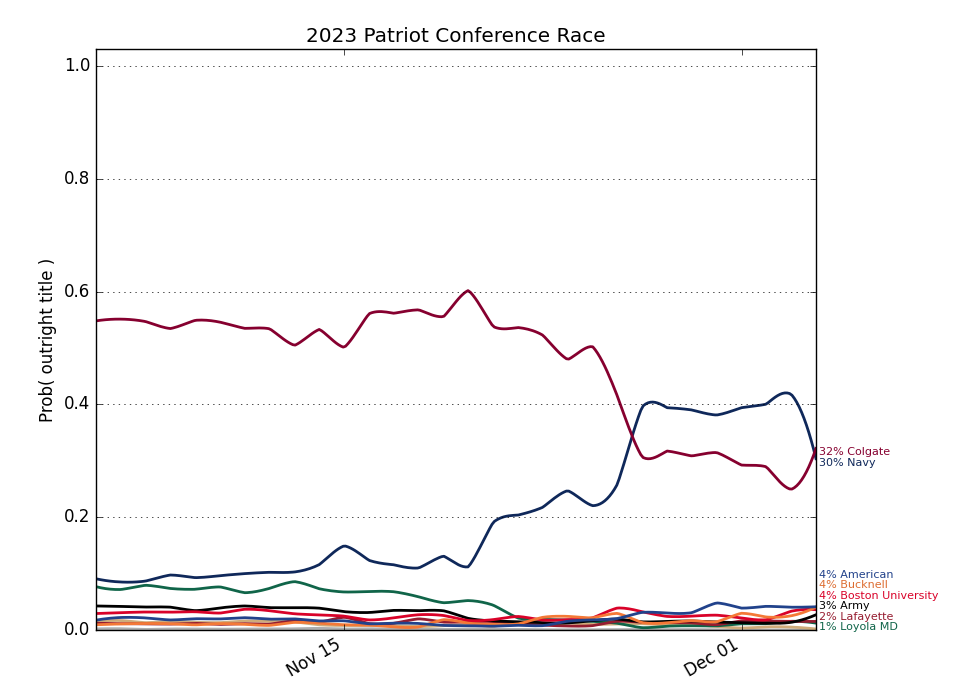 2023 Patriot Conference Race
Prob( outright title )
1.0
0.8
0.6
0.4
0.2
0.0
Nov 15
Dec 01
32% Colgate
30% Navy
4% American
4% Bucknell
4% Boston University
3% Army
2% Lafayette
1% Loyola MD